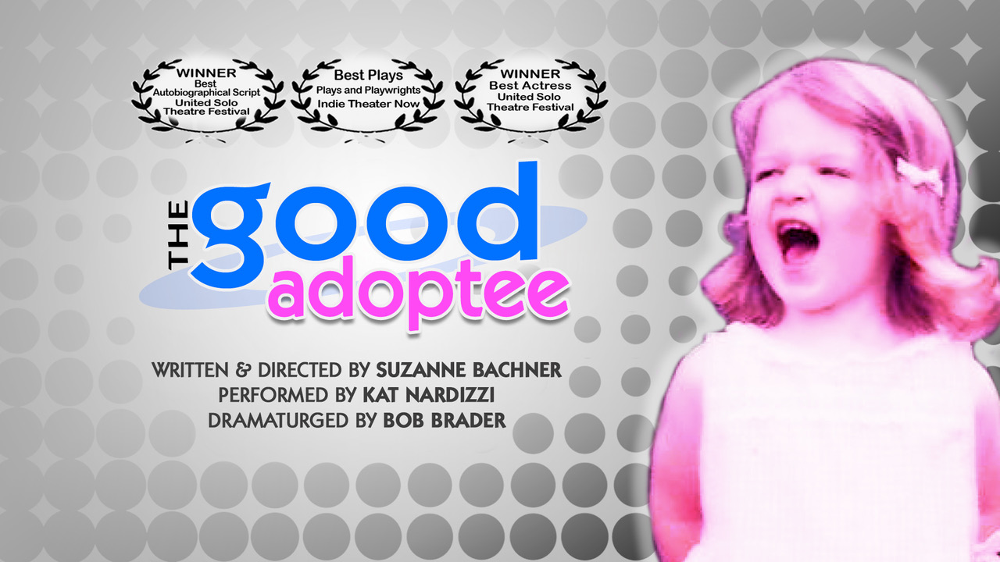 WINNER
Best
Autobiographical Script
United Solo
Theatre Festival
Best Plays
Plays and Playwrights
Indie Theater Now
WINNER
Best Actress
United Solo
Theatre Festival
THE
good
adoptee
WRITTEN & DIRECTED BY SUZANNE BACHNER
PERFORMED BY KAT NARDIZZI
DRAMATURGED BY BOB BRADER